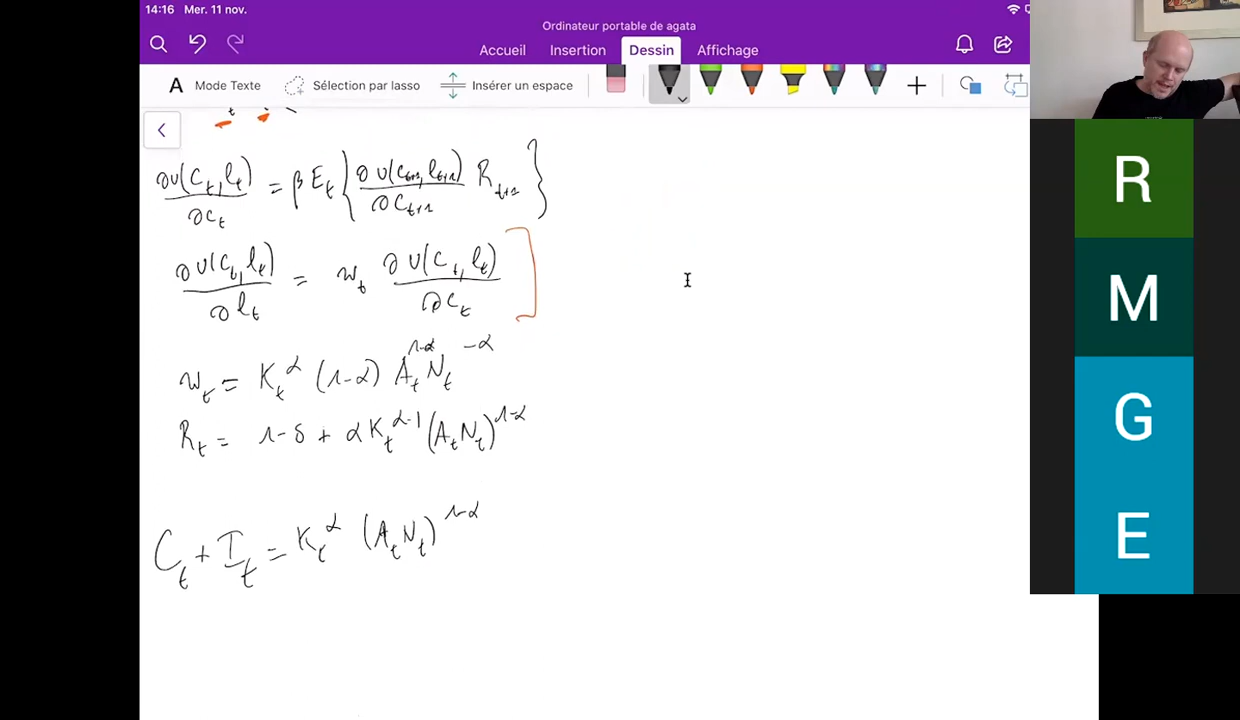 14:16 Mer. 11 nov.
Ordinateur portable de agata
Accueil Insertion Dessin Affichage
A Mode Texte Sélection par lasso Insérer un espace
∂U(C_t, l_t)/∂C_t = β E_t { ∂U(C_{t+1}, l_{t+1})/∂C_{t+1} R_{t+1} }
∂U(C_t, l_t)/∂l_t = w_t ∂U(C_t, l_t)/∂C_t
w_t = K_t^α (1-α) A_t^{1-α} N_t^{-α}
R_t = 1-δ + α K_t^{α-1} (A_t N_t)^{1-α}
C_t + I_t = K_t^α (A_t N_t)^{1-α}
R
M
G
E